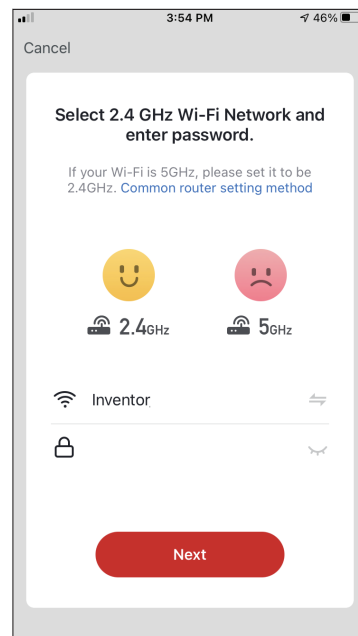 3:54 PM
46%
Cancel
Select 2.4 GHz Wi-Fi Network and
enter password.
If your Wi-Fi is 5GHz, please set it to be
2.4GHz. Common router setting method
2.4GHz
5GHz
Inventor
Next